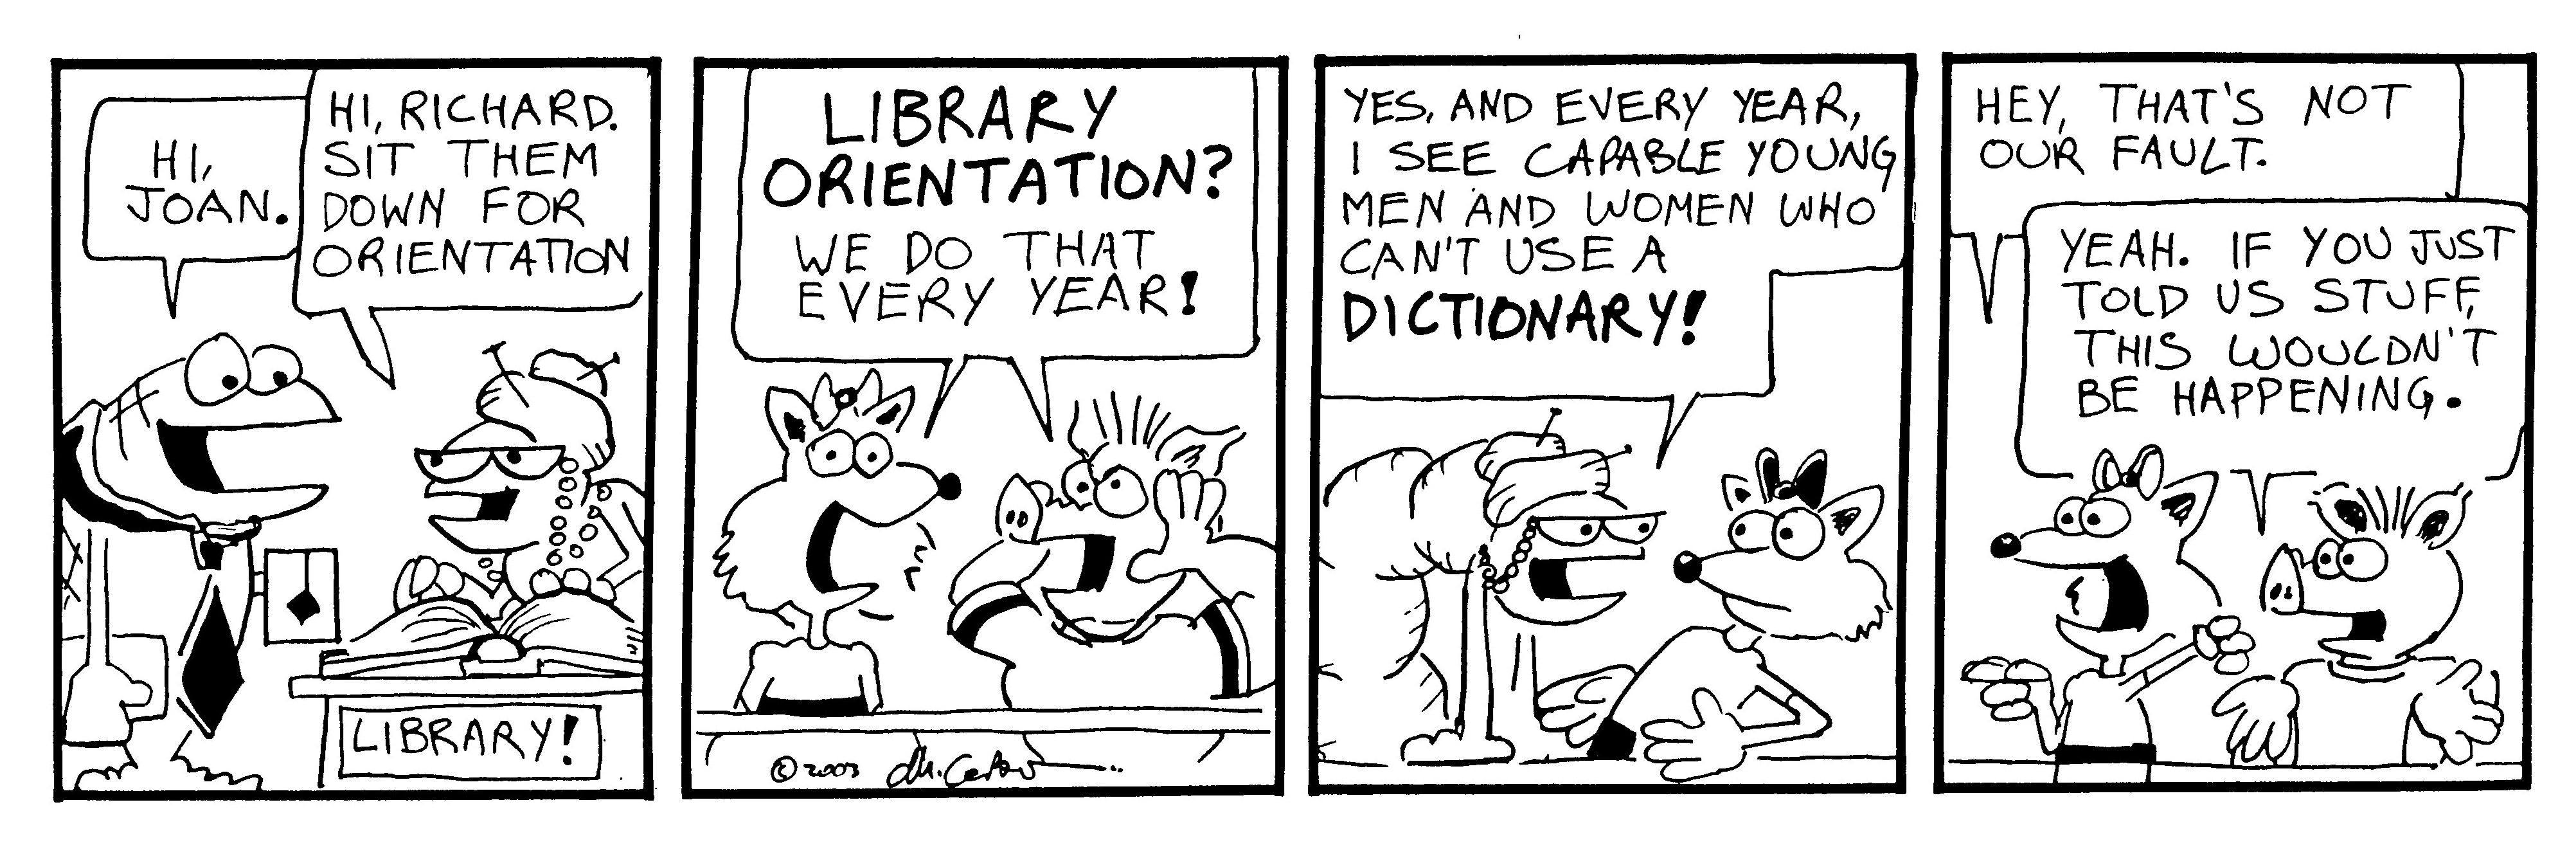 HI,
JOAN.
HI, RICHARD.
SIT THEM
DOWN FOR
ORIENTATION
LIBRARY!
LIBRARY
ORIENTATION?
WE DO THAT
EVERY YEAR!
© 2003
YES, AND EVERY YEAR,
I SEE CAPABLE YOUNG
MEN AND WOMEN WHO
CAN'T USE A
DICTIONARY!
HEY, THAT'S NOT
OUR FAULT.
YEAH. IF YOU JUST
TOLD US STUFF,
THIS WOULDN'T
BE HAPPENING.